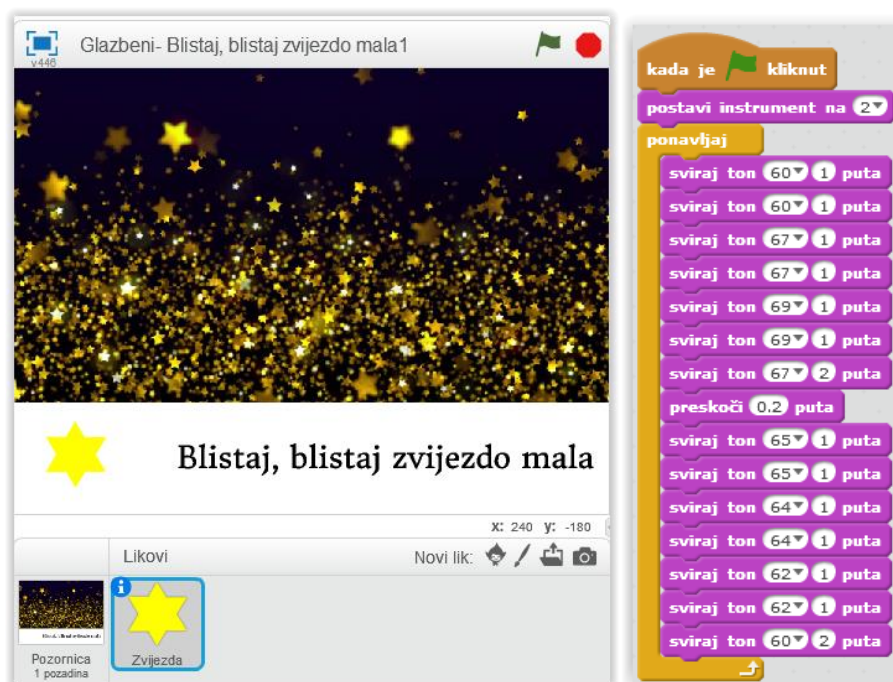 Glazbeni- Blistaj, blistaj zvijezdo mala1
v446
Blistaj, blistaj zvijezdo mala
x: 240 y: -180
Likovi
Novi lik:
Pozornica
1 pozadina
Zvijezda
kada je kliknut
postavi instrument na 2
ponavljaj
sviraj ton 60 1 puta
sviraj ton 60 1 puta
sviraj ton 67 1 puta
sviraj ton 67 1 puta
sviraj ton 69 1 puta
sviraj ton 69 1 puta
sviraj ton 67 2 puta
preskoči 0.2 puta
sviraj ton 65 1 puta
sviraj ton 65 1 puta
sviraj ton 64 1 puta
sviraj ton 64 1 puta
sviraj ton 62 1 puta
sviraj ton 62 1 puta
sviraj ton 60 2 puta